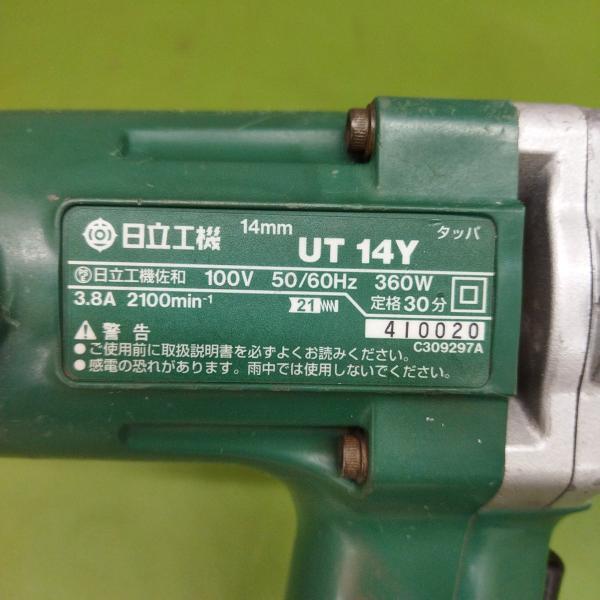 日立工機 14mm UT 14Y タッパ
日立工機佐和 100V 50/60Hz 360W
3.8A 2100min⁻¹ 21 定格30分
410020
C309297A
警告
●ご使用前に取扱説明書を必ずよくお読みください。
●感電の恐れがあります。雨中では使用しないでください。